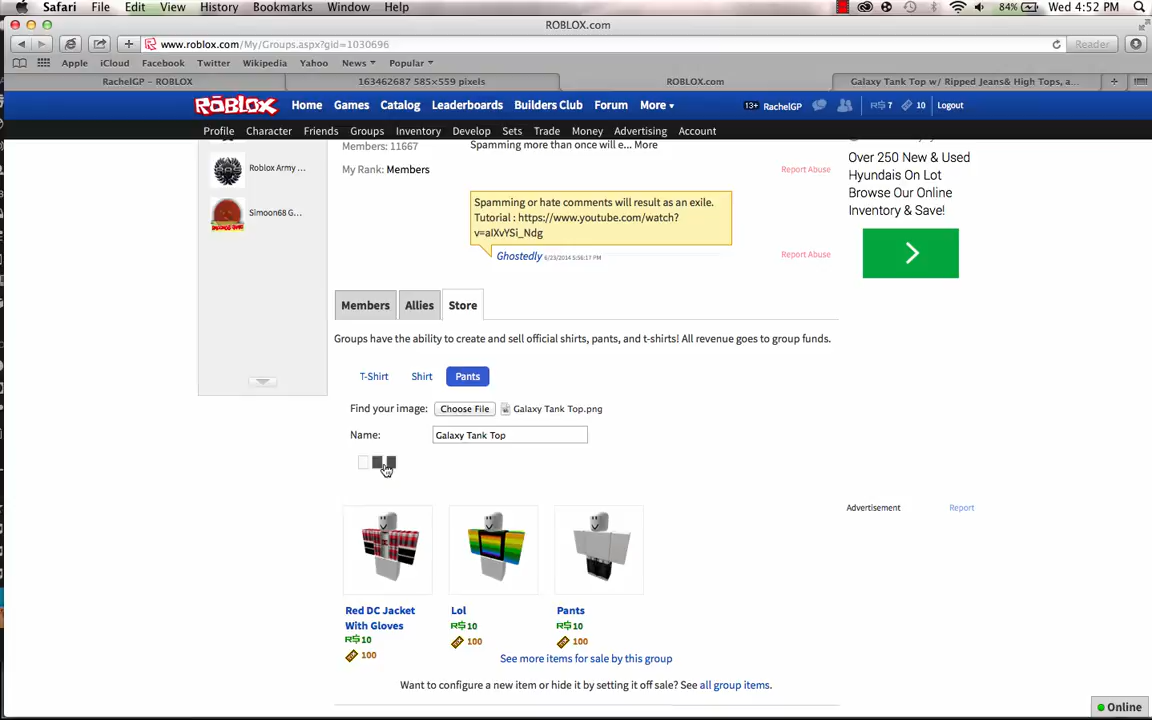 Safari File Edit View History Bookmarks Window Help 84% Wed 4:52 PM
ROBLOX.com
www.roblox.com/My/Groups.aspx?gid=1030696 Reader
Apple iCloud Facebook Twitter Wikipedia Yahoo News Popular
RachelGP - ROBLOX 163462687 585×559 pixels ROBLOX.com Galaxy Tank Top w/ Ripped Jeans& High Tops, a...
ROBLOX Home Games Catalog Leaderboards Builders Club Forum More 13+ RachelGP R$ 7 10 Logout
Profile Character Friends Groups Inventory Develop Sets Trade Money Advertising Account
Members: 11667
Spamming more than once will e... More
Roblox Army ...
My Rank: Members
Report Abuse
Simoon68 G...
Spamming or hate comments will result as an exile.
Tutorial : https://www.youtube.com/watch?
v=aIXvYSi_Ndg
Ghostedly 6/23/2014 5:56:17 PM
Report Abuse
Over 250 New & Used
Hyundais On Lot
Browse Our Online
Inventory & Save!
Members Allies Store
Groups have the ability to create and sell official shirts, pants, and t-shirts! All revenue goes to group funds.
T-Shirt Shirt Pants
Find your image: Choose File Galaxy Tank Top.png
Name: Galaxy Tank Top
Advertisement Report
Red DC Jacket
With Gloves
R$ 10
100
Lol
R$ 10
100
Pants
R$ 10
100
See more items for sale by this group
Want to configure a new item or hide it by setting it off sale? See all group items.
Online